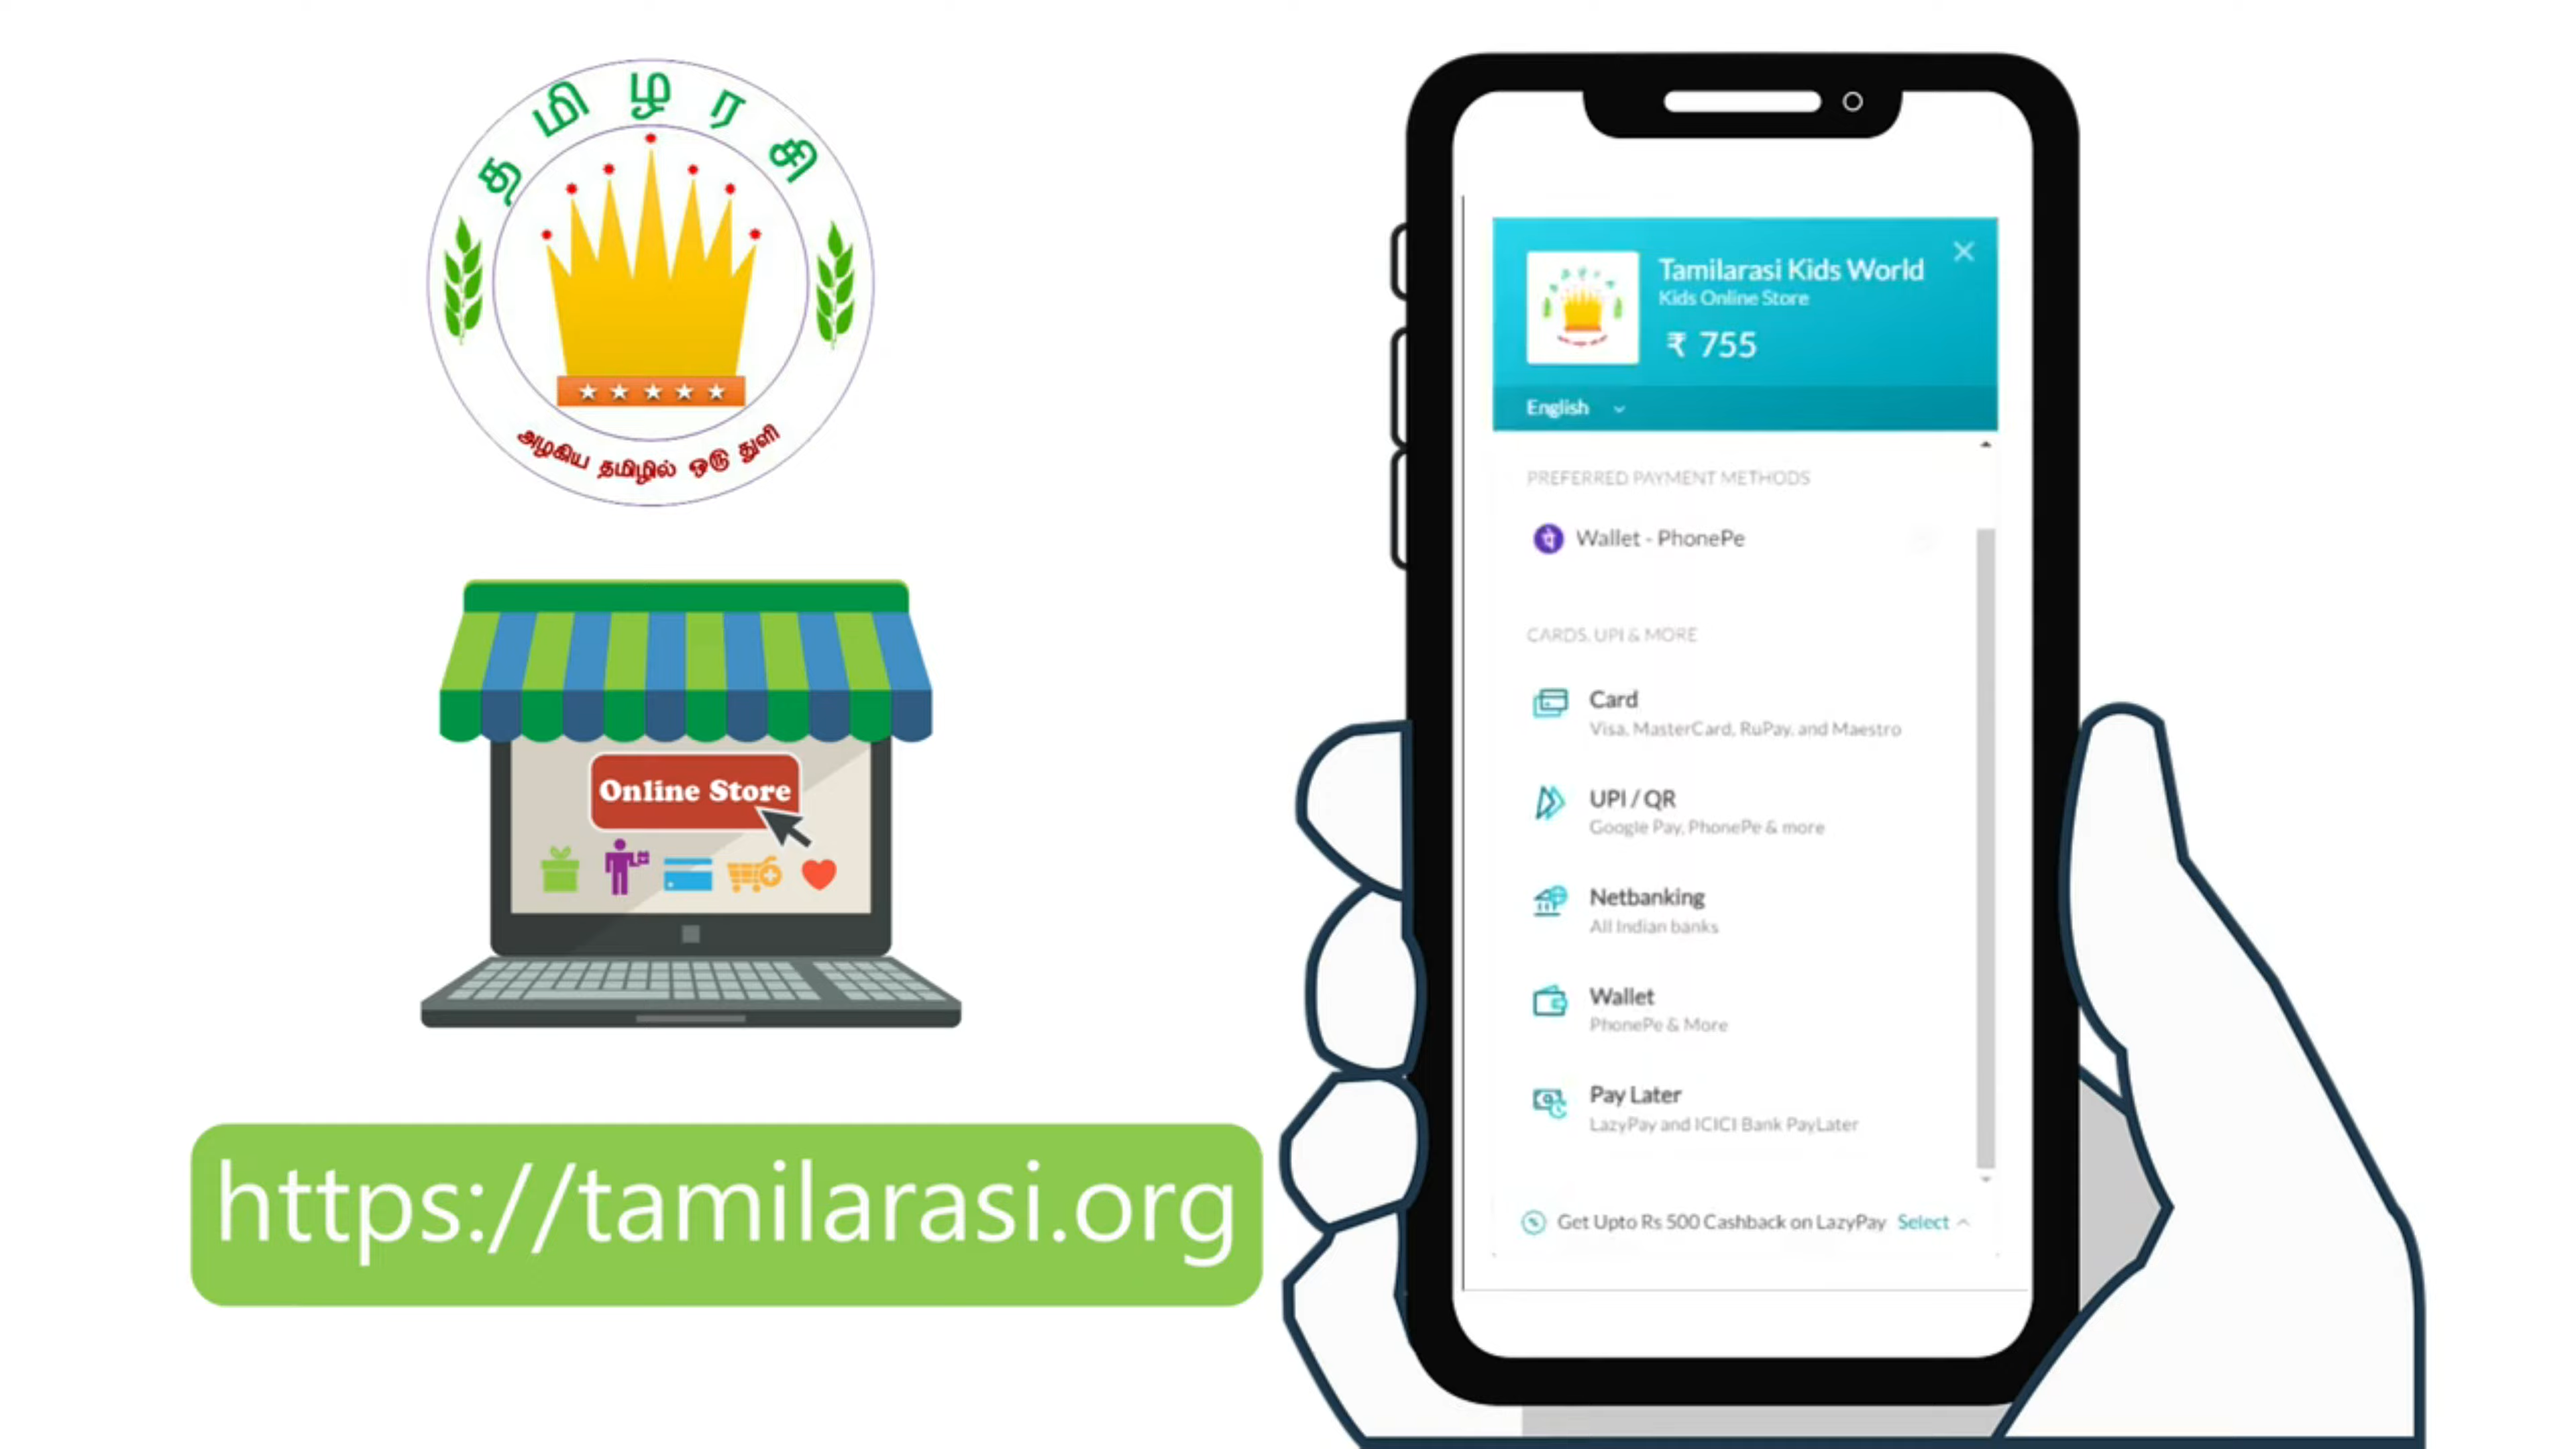 தமிழரசி
அழகிய தமிழில் ஒரு துளி
Online Store
https://tamilarasi.org
Tamilarasi Kids World
Kids Online Store
₹ 755
English
PREFERRED PAYMENT METHODS
Wallet - PhonePe
CARDS, UPI & MORE
Card
Visa, MasterCard, RuPay, and Maestro
UPI / QR
Google Pay, PhonePe & more
Netbanking
All Indian banks
Wallet
PhonePe & More
Pay Later
LazyPay and ICICI Bank PayLater
Get Upto Rs 500 Cashback on LazyPay Select